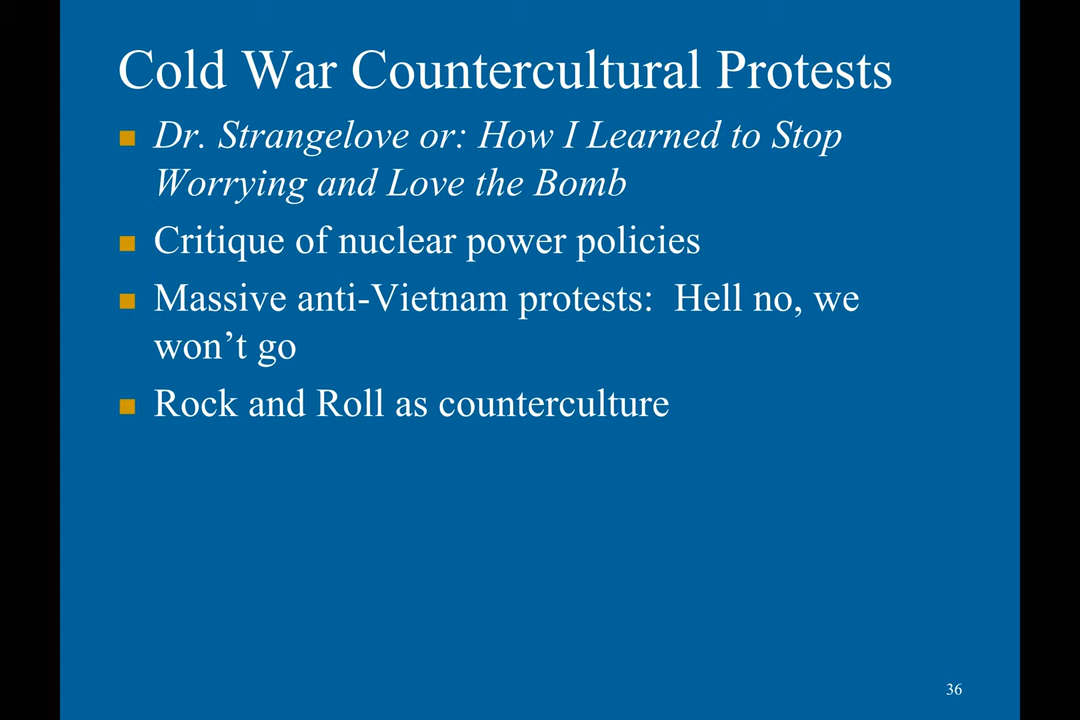 Cold War Countercultural Protests
Dr. Strangelove or: How I Learned to Stop
Worrying and Love the Bomb
Critique of nuclear power policies
Massive anti-Vietnam protests:  Hell no, we
won’t go
Rock and Roll as counterculture
36